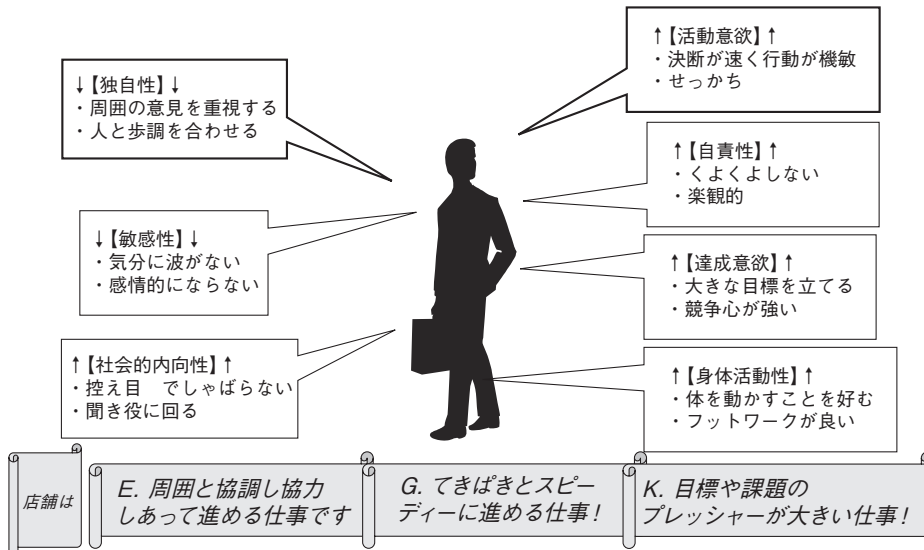 ↓【独自性】↓
・周囲の意見を重視する
・人と歩調を合わせる
↓【敏感性】↓
・気分に波がない
・感情的にならない
↑【社会的内向性】↑
・控え目　でしゃばらない
・聞き役に回る
↑【活動意欲】↑
・決断が速く行動が機敏
・せっかち
↑【自責性】↑
・くよくよしない
・楽観的
↑【達成意欲】↑
・大きな目標を立てる
・競争心が強い
↑【身体活動性】↑
・体を動かすことを好む
・フットワークが良い
店舗は
E. 周囲と協調し協力
しあって進める仕事です
G. てきぱきとスピー
ディーに進める仕事！
K. 目標や課題の
プレッシャーが大きい仕事！